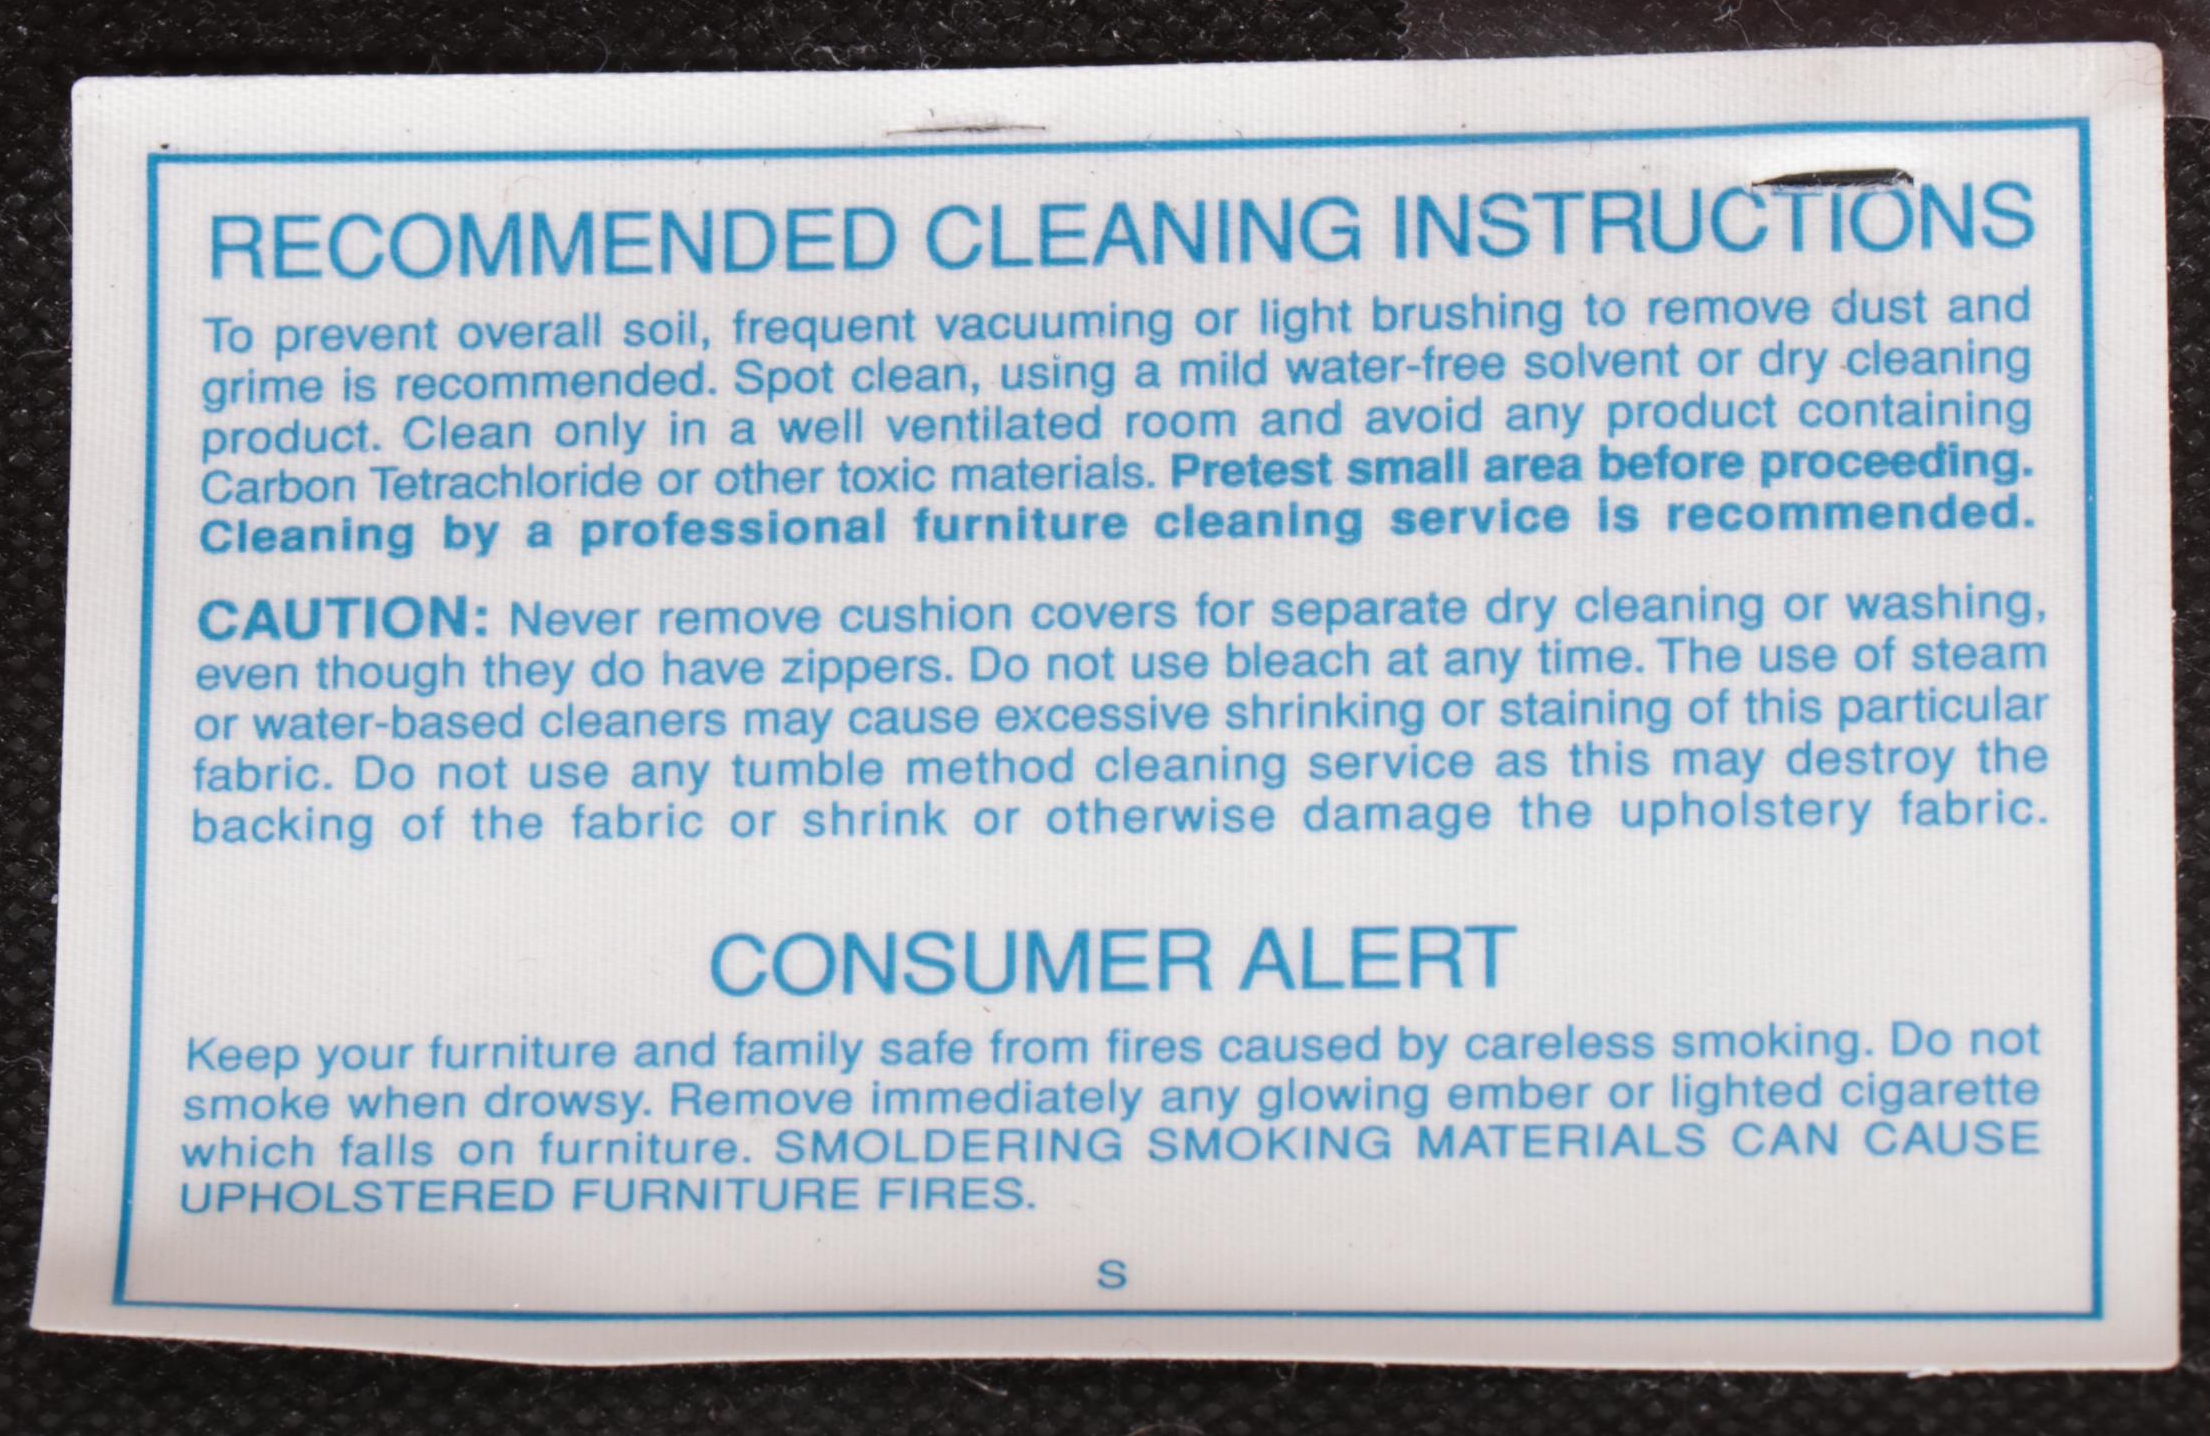 RECOMMENDED CLEANING INSTRUCTIONS
To prevent overall soil, frequent vacuuming or light brushing to remove dust and
grime is recommended. Spot clean, using a mild water-free solvent or dry cleaning
product. Clean only in a well ventilated room and avoid any product containing
Carbon Tetrachloride or other toxic materials. Pretest small area before proceeding.
Cleaning by a professional furniture cleaning service is recommended.
CAUTION: Never remove cushion covers for separate dry cleaning or washing,
even though they do have zippers. Do not use bleach at any time. The use of steam
or water-based cleaners may cause excessive shrinking or staining of this particular
fabric. Do not use any tumble method cleaning service as this may destroy the
backing of the fabric or shrink or otherwise damage the upholstery fabric.
CONSUMER ALERT
Keep your furniture and family safe from fires caused by careless smoking. Do not
smoke when drowsy. Remove immediately any glowing ember or lighted cigarette
which falls on furniture. SMOLDERING SMOKING MATERIALS CAN CAUSE
UPHOLSTERED FURNITURE FIRES.
S